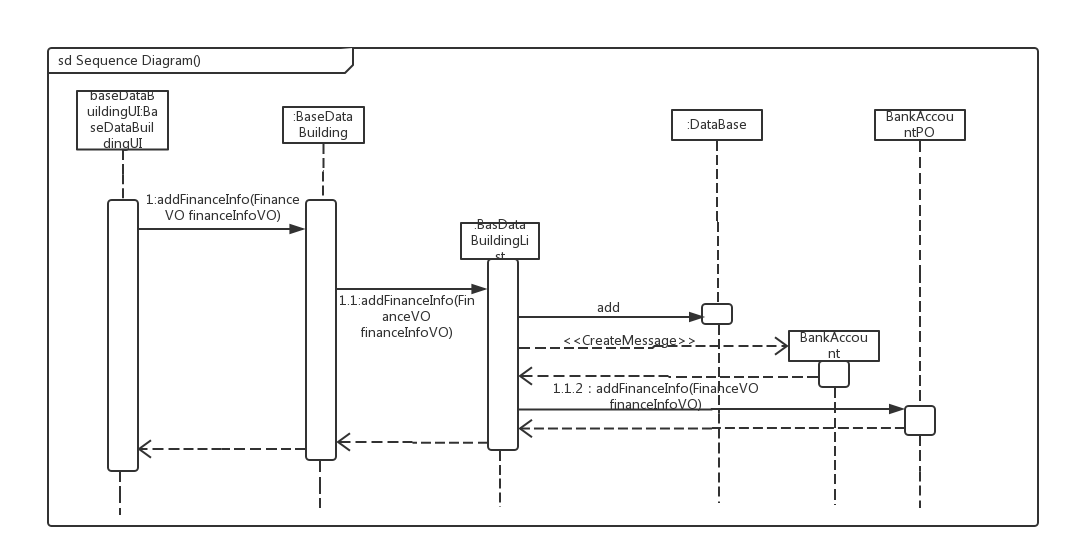 sd Sequence Diagram()
baseDataB
uildingUI:Ba
seDataBuil
dingUI
:BaseData
Building
:DataBase
BankAccou
ntPO
1:addFinanceInfo(Finance
VO financeInfoVO)
:BasData
BuildingLi
st
1.1:addFinanceInfo(Fin
anceVO
financeInfoVO)
add
<<CreateMessage>>
BankAccou
nt
1.1.2：addFinanceInfo(FinanceVO
financeInfoVO)